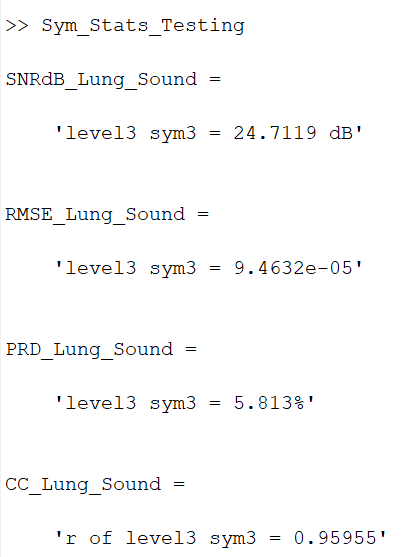 >> Sym_Stats_Testing
SNRdB_Lung_Sound =
'level3 sym3 = 24.7119 dB'
RMSE_Lung_Sound =
'level3 sym3 = 9.4632e-05'
PRD_Lung_Sound =
'level3 sym3 = 5.813%'
CC_Lung_Sound =
'r of level3 sym3 = 0.95955'